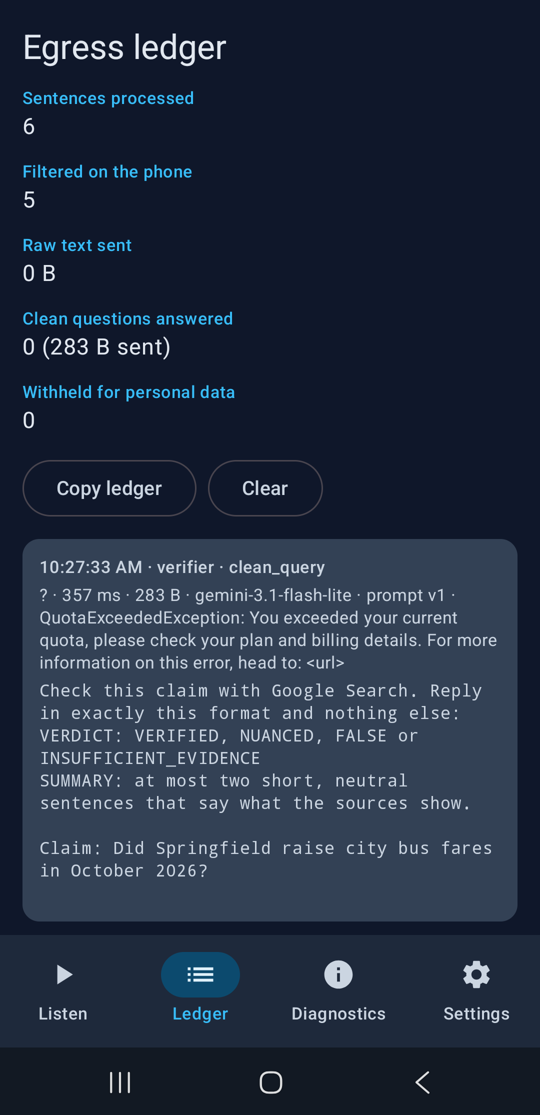 Egress ledger
Sentences processed
6
Filtered on the phone
5
Raw text sent
0 B
Clean questions answered
0 (283 B sent)
Withheld for personal data
0
Copy ledger
Clear
10:27:33 AM · verifier · clean_query
? · 357 ms · 283 B · gemini-3.1-flash-lite · prompt v1 ·
QuotaExceededException: You exceeded your current
quota, please check your plan and billing details. For more
information on this error, head to: <url>
Check this claim with Google Search. Reply
in exactly this format and nothing else:
VERDICT: VERIFIED, NUANCED, FALSE or
INSUFFICIENT_EVIDENCE
SUMMARY: at most two short, neutral
sentences that say what the sources show.

Claim: Did Springfield raise city bus fares
in October 2026?
Listen
Ledger
Diagnostics
Settings